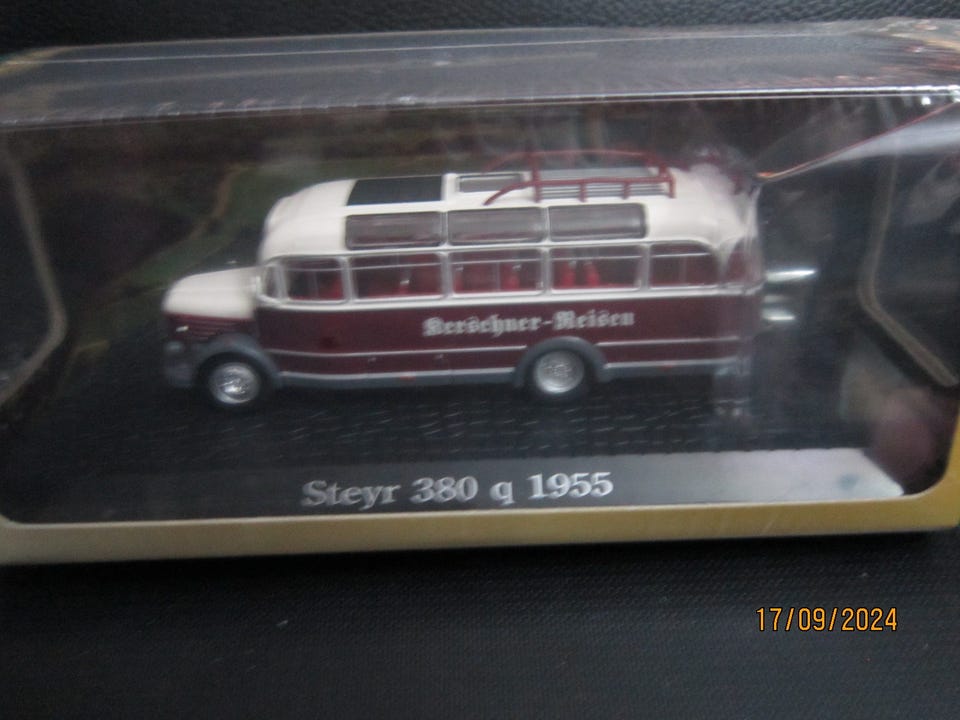 Kerschner-Reisen
Steyr 380 q 1955
17/09/2024